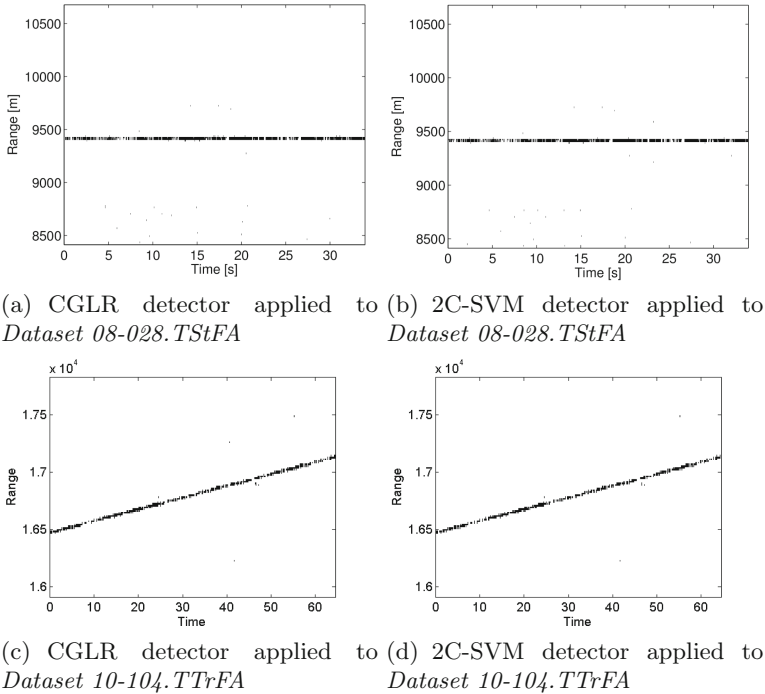 10500
10000
9500
9000
8500
Range [m]
0 5 10 15 20 25 30
Time [s]
10500
10000
9500
9000
8500
Range [m]
0 5 10 15 20 25 30
Time [s]
(a) CGLR detector applied to
Dataset 08-028.TStFA
(b) 2C-SVM detector applied to
Dataset 08-028.TStFA
x 10^4
1.75
1.7
1.65
1.6
Range
0 10 20 30 40 50 60
Time
x 10^4
1.75
1.7
1.65
1.6
Range
0 10 20 30 40 50 60
Time
(c) CGLR detector applied to
Dataset 10-104.TTrFA
(d) 2C-SVM detector applied to
Dataset 10-104.TTrFA